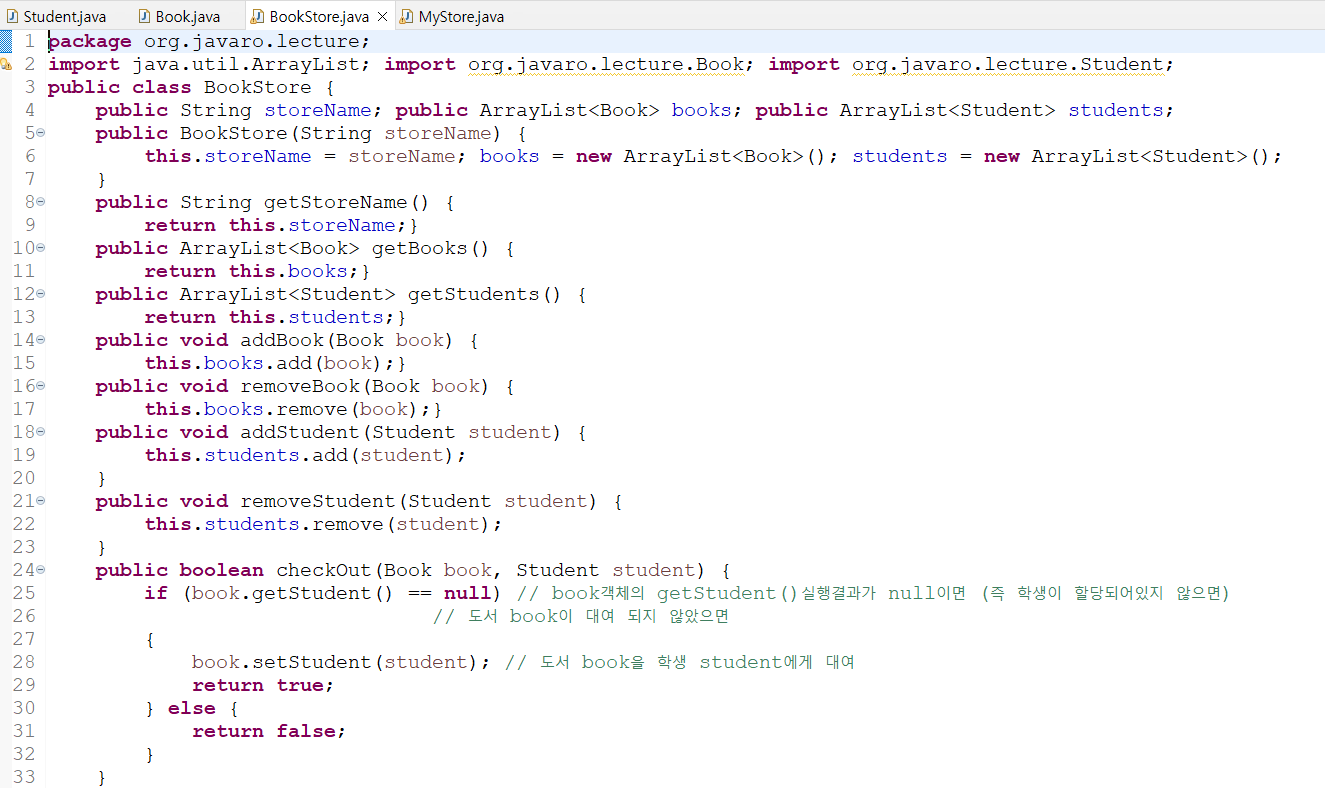 Student.java Book.java BookStore.java MyStore.java
1 package org.javaro.lecture;
2 import java.util.ArrayList; import org.javaro.lecture.Book; import org.javaro.lecture.Student;
3 public class BookStore {
4 public String storeName; public ArrayList<Book> books; public ArrayList<Student> students;
5 public BookStore(String storeName) {
6 this.storeName = storeName; books = new ArrayList<Book>(); students = new ArrayList<Student>();
7 }
8 public String getStoreName() {
9 return this.storeName;}
10 public ArrayList<Book> getBooks() {
11 return this.books;}
12 public ArrayList<Student> getStudents() {
13 return this.students;}
14 public void addBook(Book book) {
15 this.books.add(book);}
16 public void removeBook(Book book) {
17 this.books.remove(book);}
18 public void addStudent(Student student) {
19 this.students.add(student);
20 }
21 public void removeStudent(Student student) {
22 this.students.remove(student);
23 }
24 public boolean checkOut(Book book, Student student) {
25 if (book.getStudent() == null) // book객체의 getStudent()실행결과가 null이면 (즉 학생이 할당되어있지 않으면)
26 // 도서 book이 대여 되지 않았으면
27 {
28 book.setStudent(student); // 도서 book을 학생 student에게 대여
29 return true;
30 } else {
31 return false;
32 }
33 }